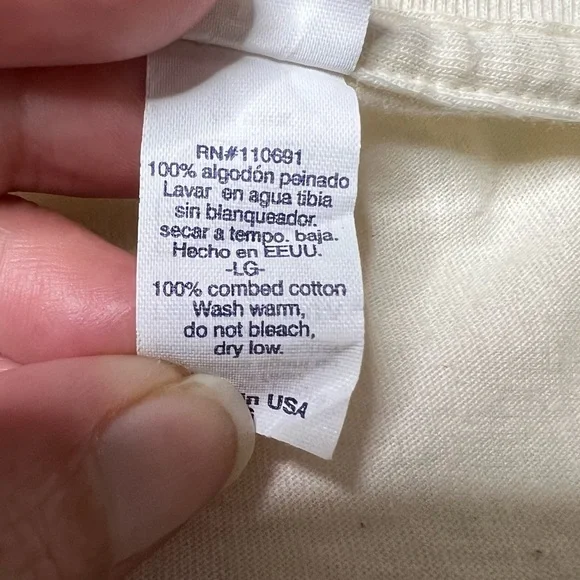 RN#110691
100% algodón peinado
Lavar en agua tibia
sin blanqueador.
secar a tempo. baja.
Hecho en EEUU.
-LG-
100% combed cotton
Wash warm,
do not bleach,
dry low.
in USA